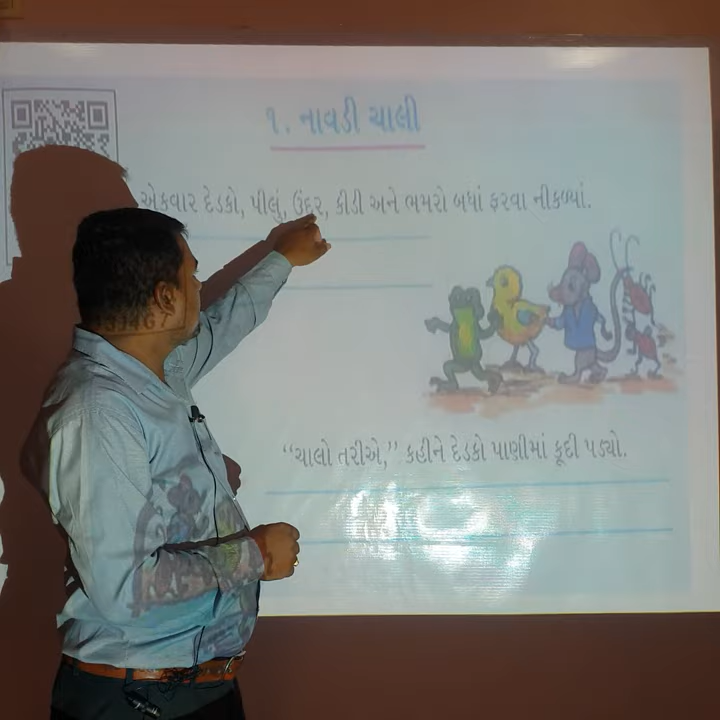 ૧. નાવડી ચાલી
એકવાર દેડકો, પીલું, ઉંદર, કીડી અને ભમરો બધાં ફરવા નીકળ્યાં.
“ચાલો તરીએ,” કહીને દેડકો પાણીમાં કૂદી પડ્યો.